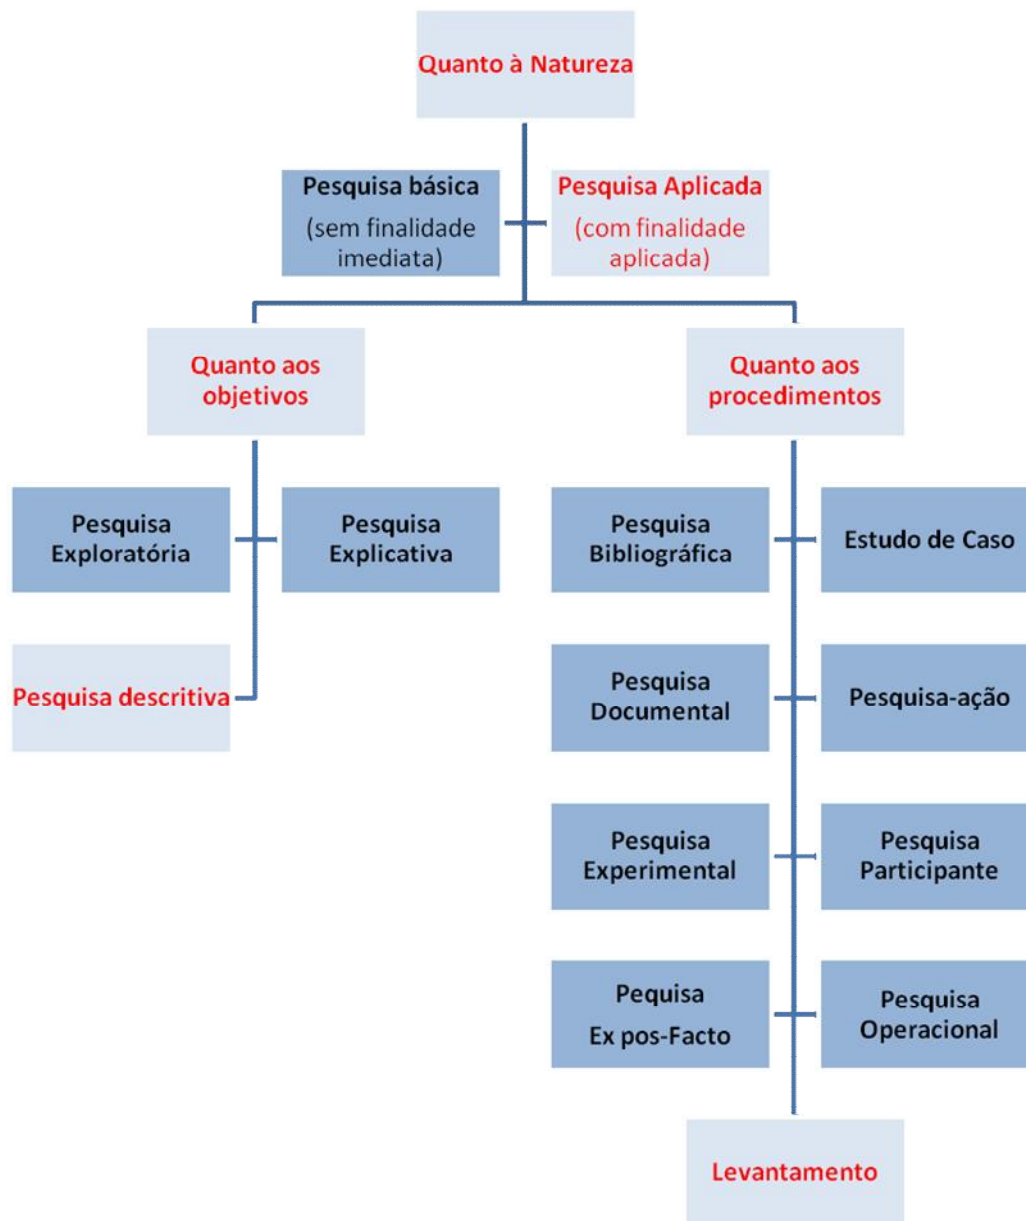 Quanto à Natureza
Pesquisa básica
(sem finalidade
imediata)
Pesquisa Aplicada
(com finalidade
aplicada)
Quanto aos
objetivos
Quanto aos
procedimentos
Pesquisa
Exploratória
Pesquisa
Explicativa
Pesquisa
Bibliográfica
Estudo de Caso
Pesquisa descritiva
Pesquisa
Documental
Pesquisa-ação
Pesquisa
Experimental
Pesquisa
Participante
Pequisa
Ex pos-Facto
Pesquisa
Operacional
Levantamento